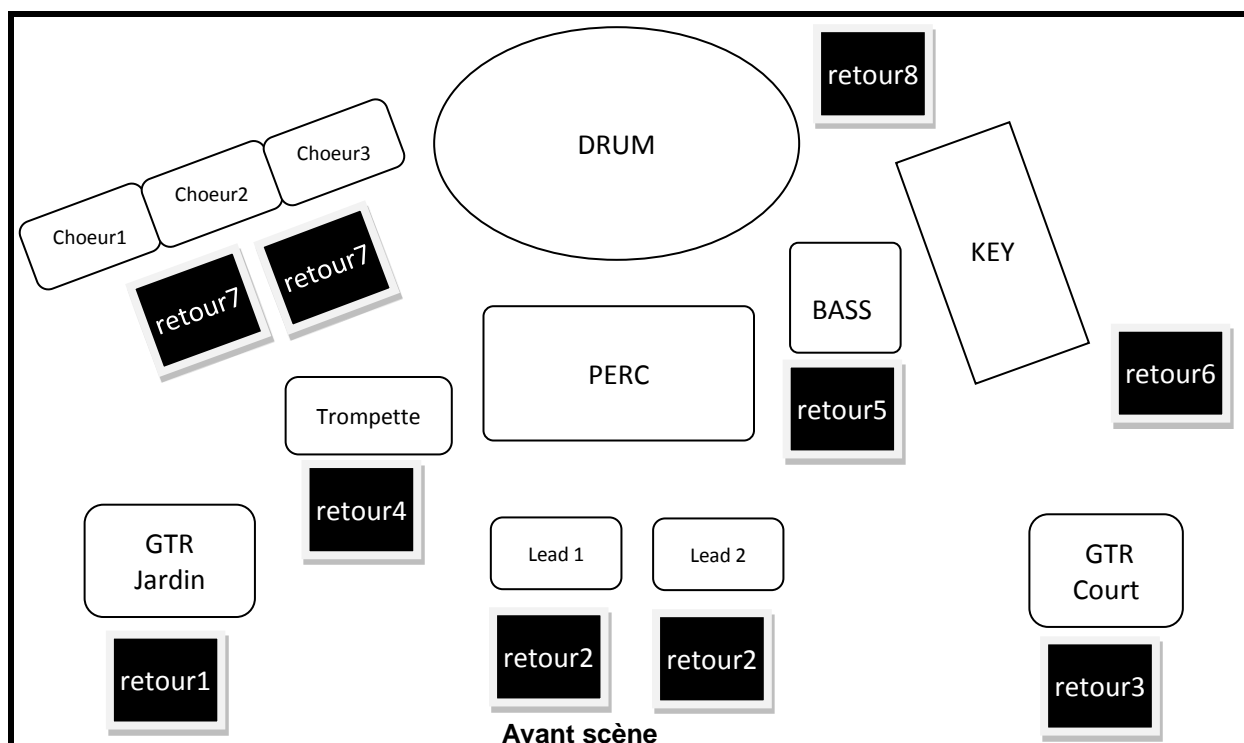 retour8
DRUM
Choeur3
Choeur2
Choeur1
KEY
retour7
retour7
BASS
PERC
retour6
Trompette
retour5
retour4
GTR
Jardin
Lead 1
Lead 2
GTR
Court
retour1
retour2
retour2
retour3
Avant scène